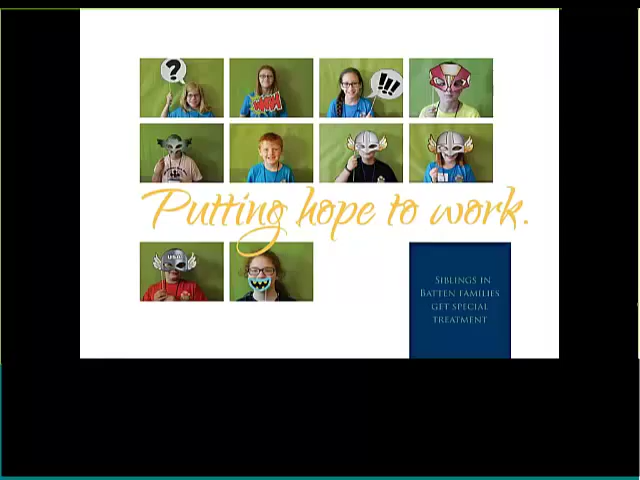 ?
!!!
Putting hope to work.
SIBLINGS IN
BATTEN FAMILIES
GET SPECIAL
TREATMENT